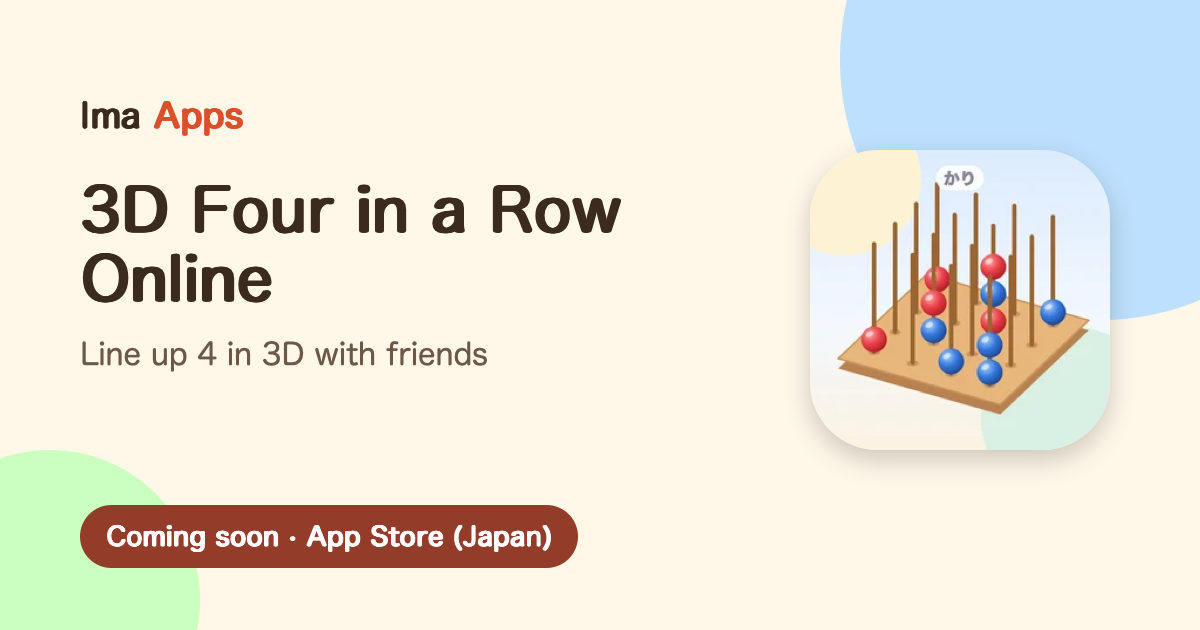 Ima Apps
3D Four in a Row
Online
Line up 4 in 3D with friends
かり
Coming soon · App Store (Japan)